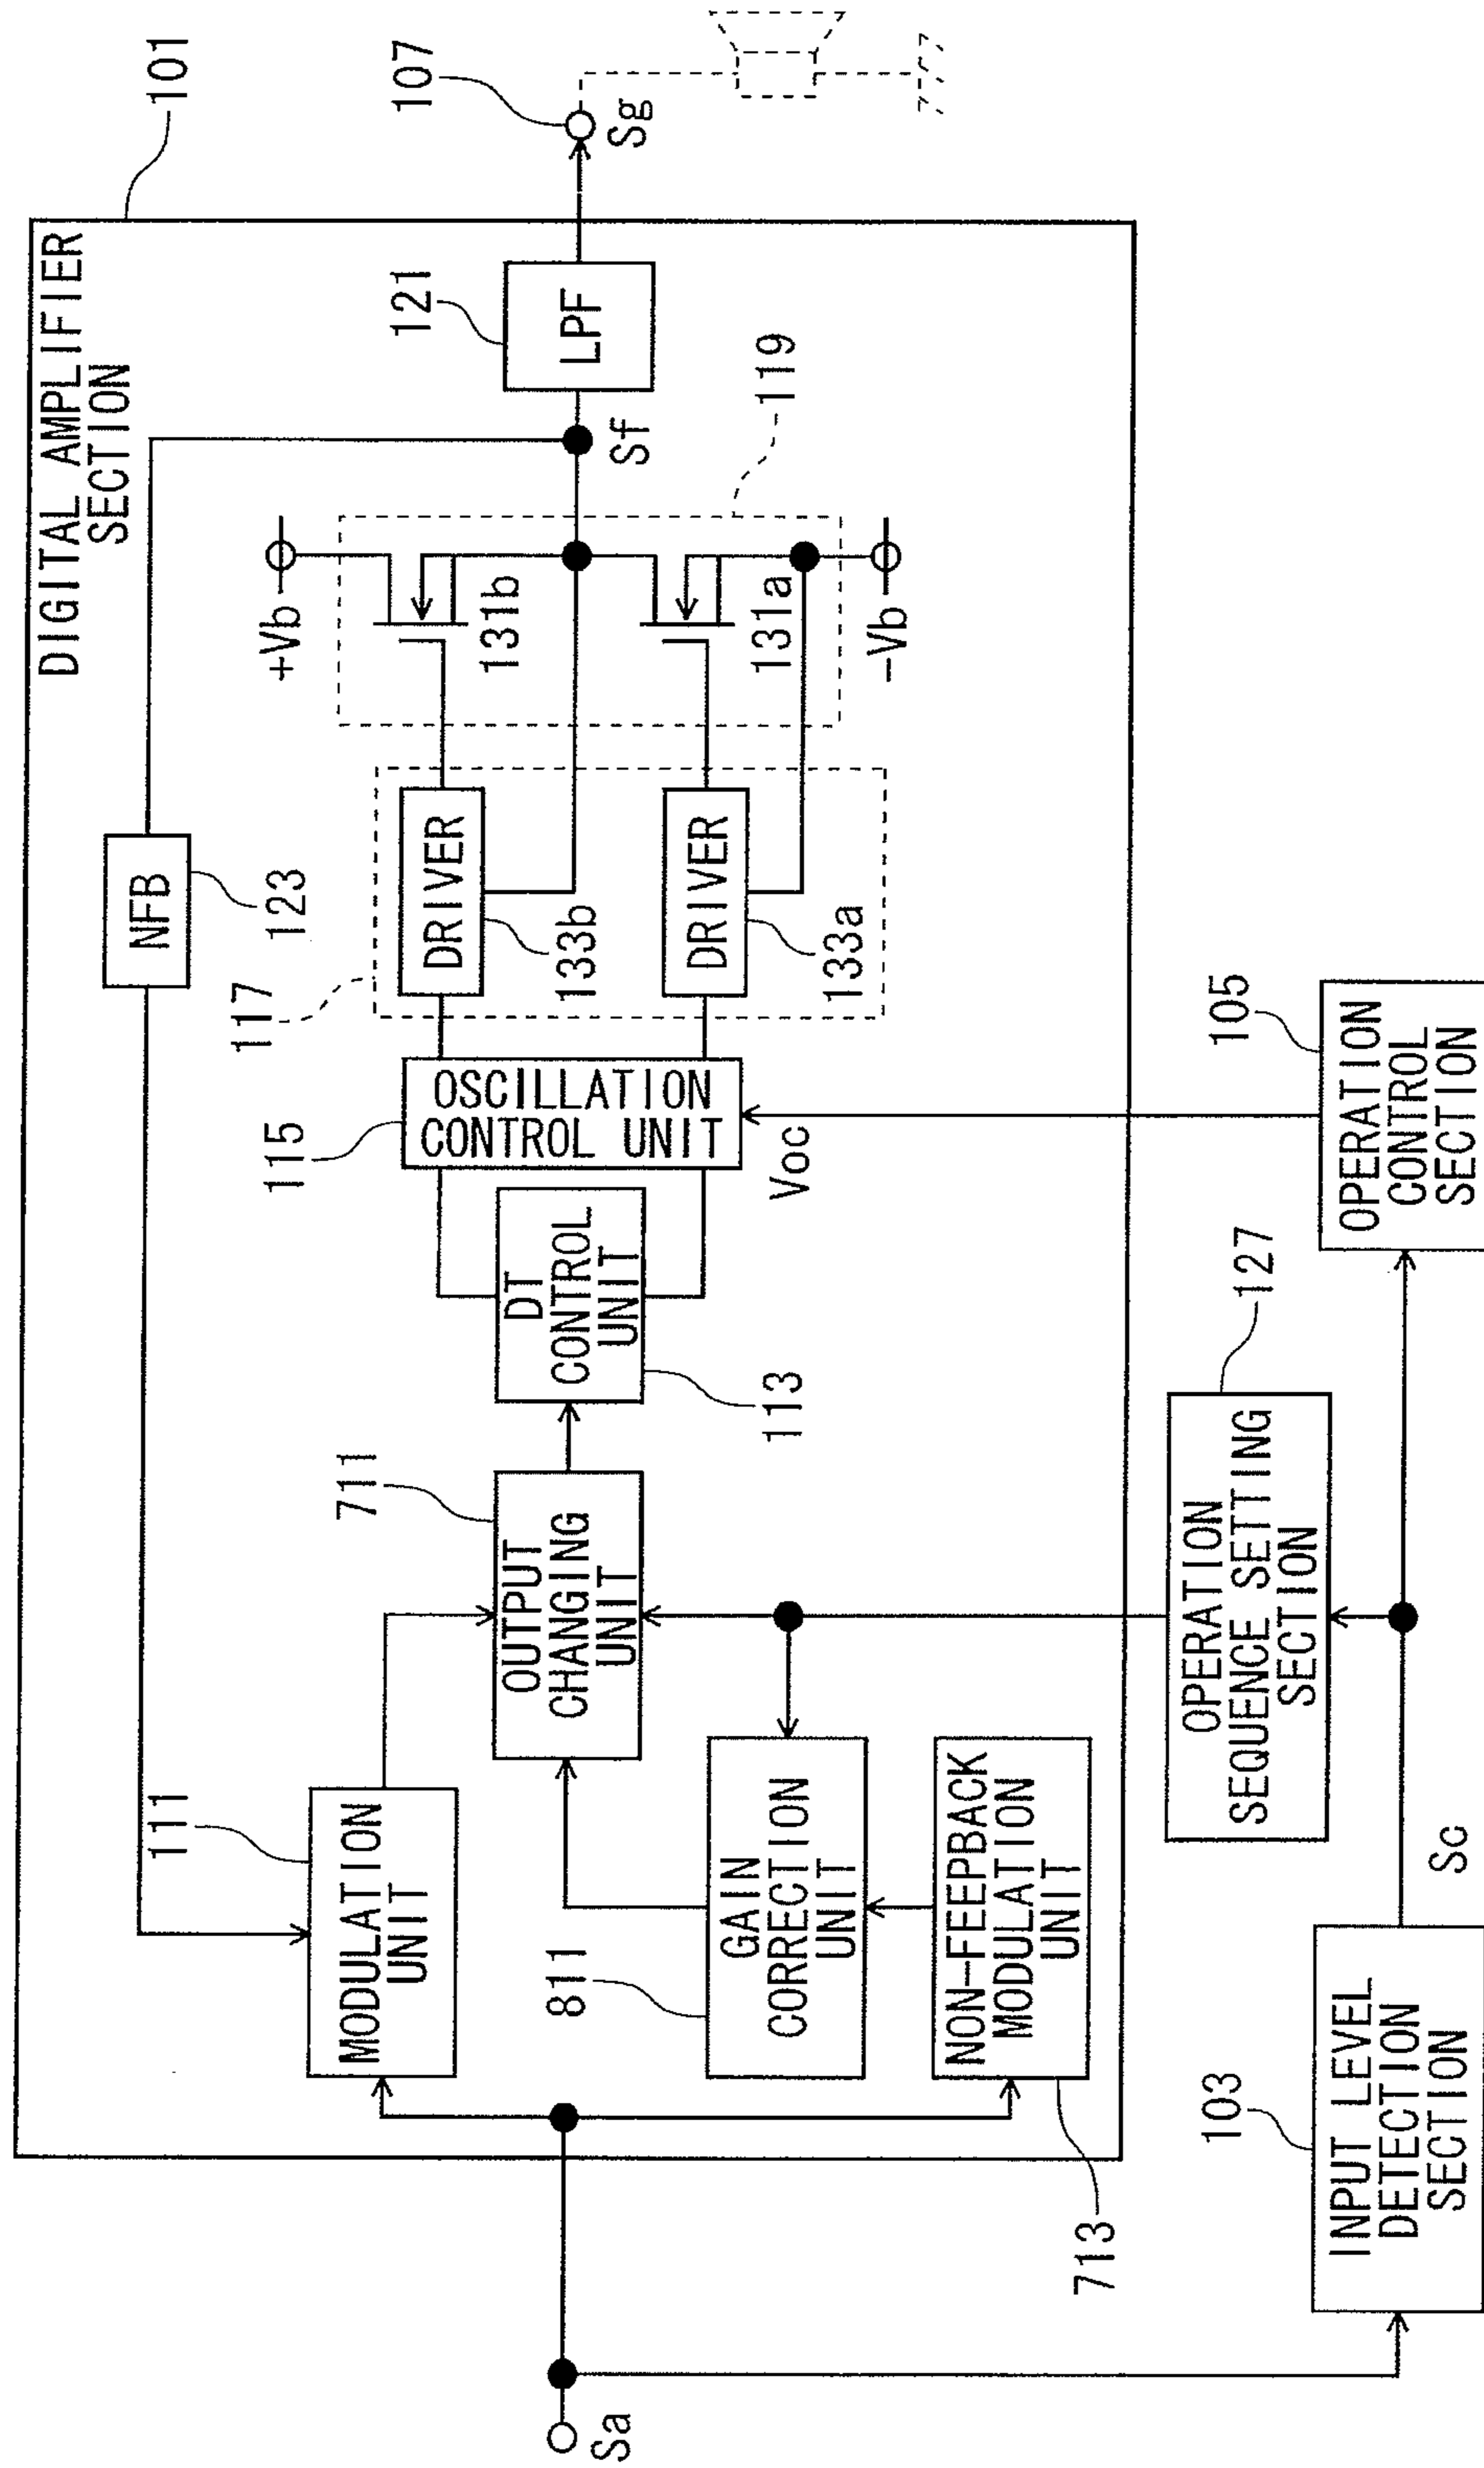 DIGITAL AMPLIFIER
SECTION
101
107
Sg
121
LPF
Sf
119
+Vb
131b
131a
-Vb
NFB
123
117
DRIVER
133b
DRIVER
133a
115
OSCILLATION
CONTROL UNIT
Voc
DT
CONTROL
UNIT
113
711
OUTPUT
CHANGING
UNIT
111
MODULATION
UNIT
811
GAIN
CORRECTION
UNIT
NON-FEEPBACK
MODULATION
UNIT
713
105
OPERATION
CONTROL
SECTION
127
OPERATION
SEQUENCE SETTING
SECTION
Sc
103
INPUT LEVEL
DETECTION
SECTION
Sa